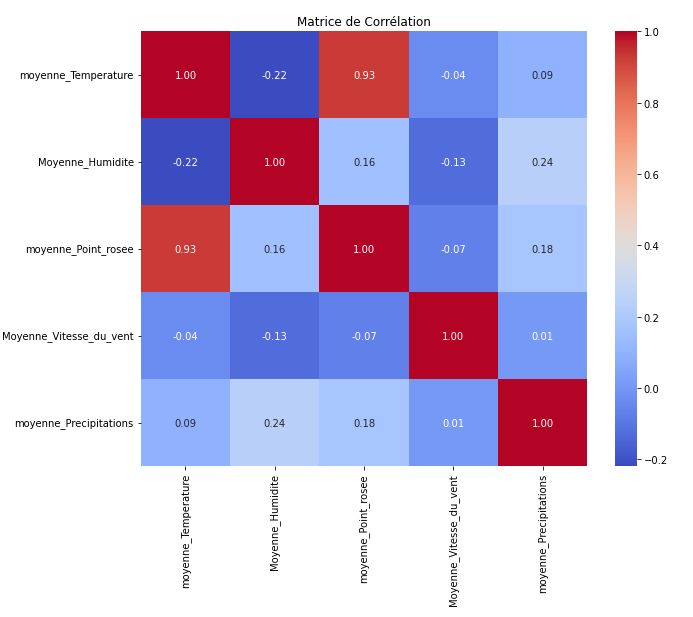 Matrice de Corrélation
moyenne_Temperature 1.00 -0.22 0.93 -0.04 0.09
Moyenne_Humidite -0.22 1.00 0.16 -0.13 0.24
moyenne_Point_rosee 0.93 0.16 1.00 -0.07 0.18
Moyenne_Vitesse_du_vent -0.04 -0.13 -0.07 1.00 0.01
moyenne_Precipitations 0.09 0.24 0.18 0.01 1.00
moyenne_Temperature
Moyenne_Humidite
moyenne_Point_rosee
Moyenne_Vitesse_du_vent
moyenne_Precipitations
1.0
0.8
0.6
0.4
0.2
0.0
−0.2